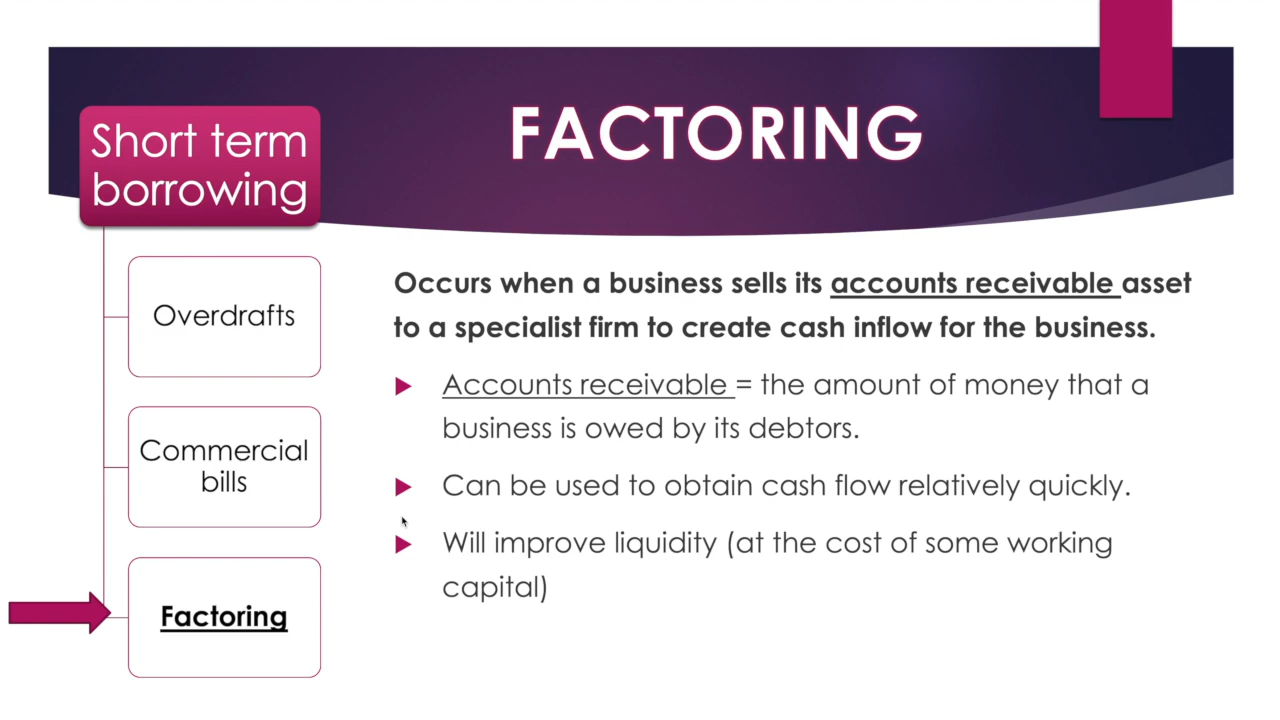 Short term
borrowing
FACTORING
Overdrafts
Commercial
bills
Factoring
Occurs when a business sells its accounts receivable asset
to a specialist firm to create cash inflow for the business.
Accounts receivable = the amount of money that a
business is owed by its debtors.
Can be used to obtain cash flow relatively quickly.
Will improve liquidity (at the cost of some working
capital)